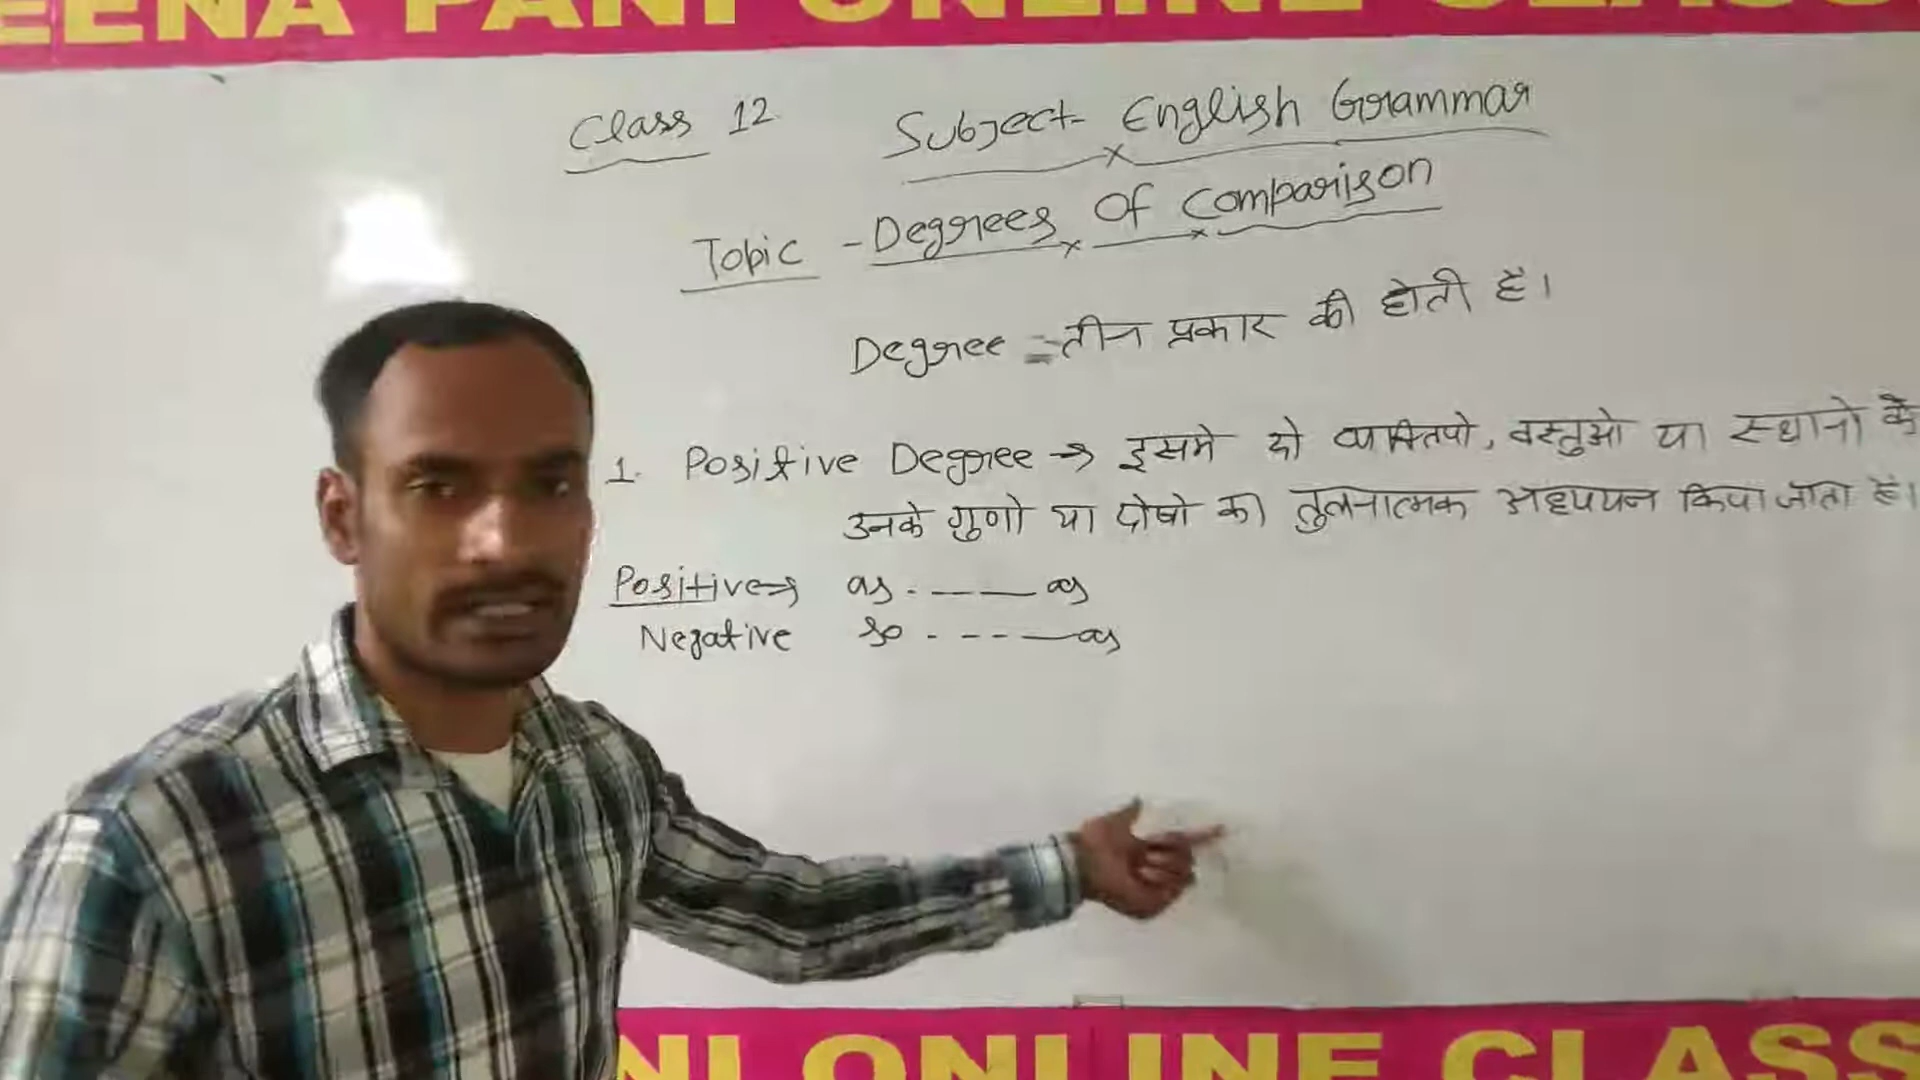 EENA PANI ONLINE CLASS
Class 12 Subject- English Grammar
Topic - Degrees Of Comparison
Degree = तीन प्रकार की होती है।
1. Positive Degree → इसमे दो व्यक्तियो, वस्तुओ या स्थानो के
उनके गुणो या दोषो का तुलनात्मक अध्ययन किया जाता है।
Positive→ as . ——— as
Negative so - - - — as
NI ONLINE CLASS